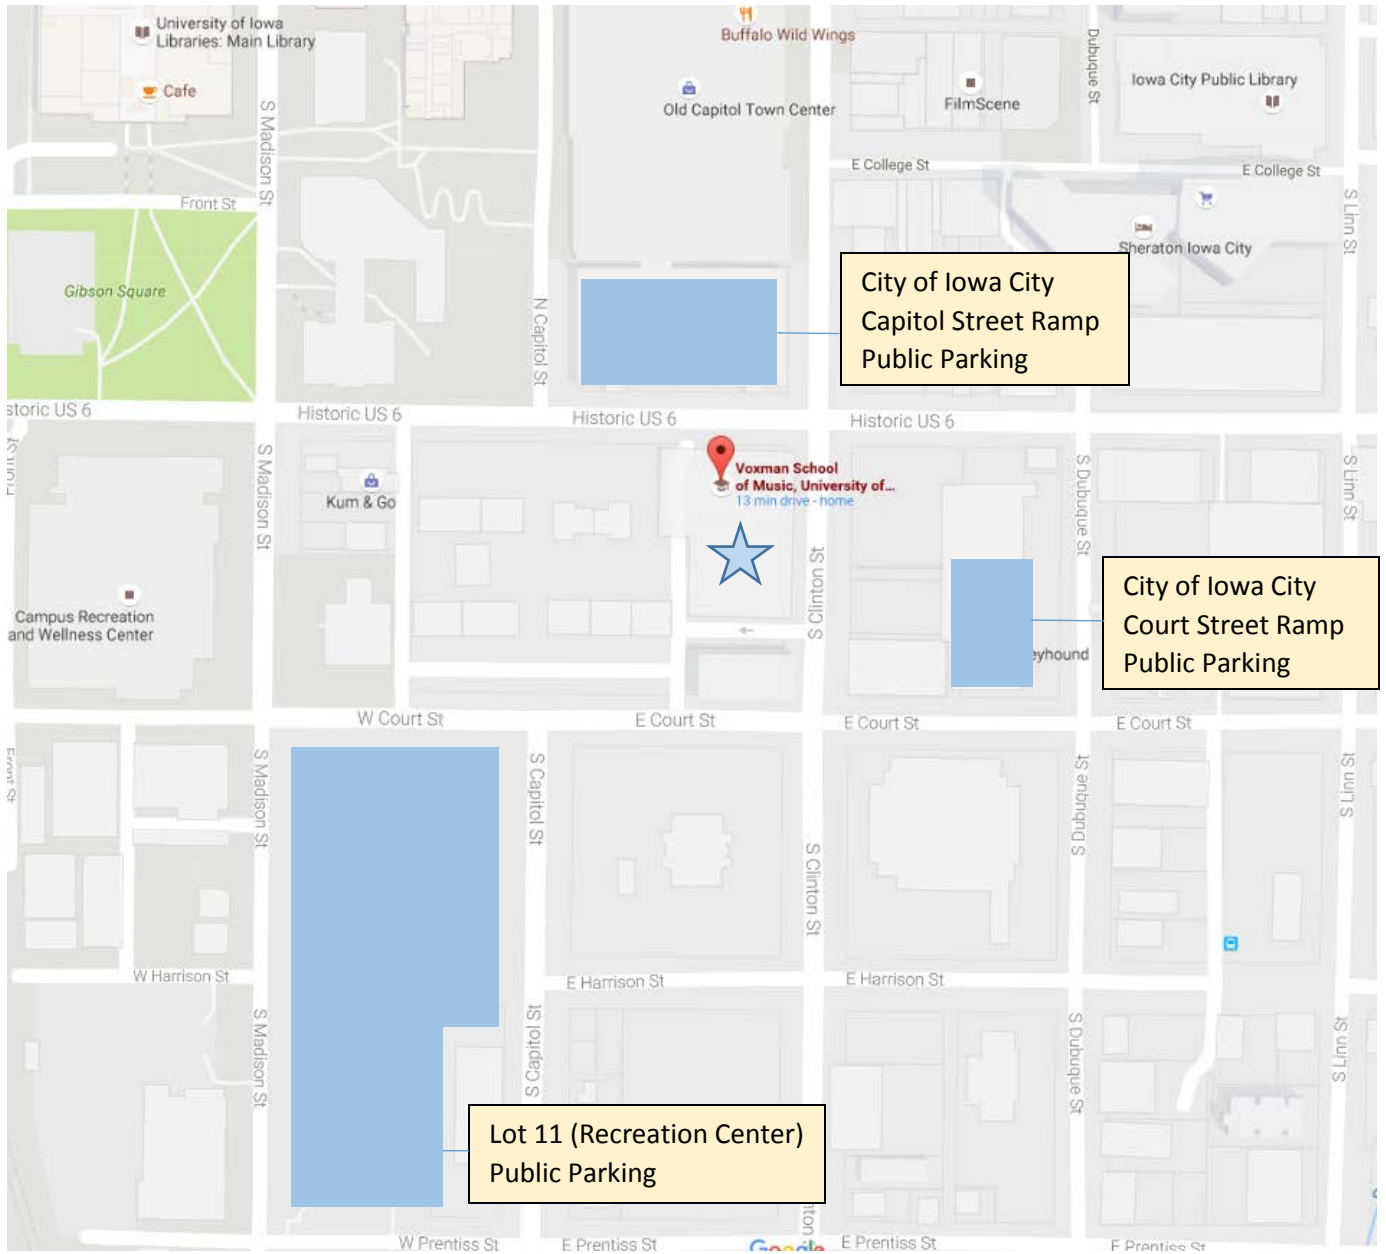 University of Iowa
Libraries: Main Library
Cafe
Buffalo Wild Wings
Old Capitol Town Center
FilmScene
Dubuque St
Iowa City Public Library
S Madison St
E College St
E College St
Front St
S Linn St
Sheraton Iowa City
Gibson Square
N Capitol St
City of Iowa City
Capitol Street Ramp
Public Parking
storic US 6
Historic US 6
Historic US 6
Historic US 6
S Madison St
Kum & Go
Voxman School
of Music, University of...
13 min drive - home
S Dubuque St
S Linn St
S Clinton St
Campus Recreation
and Wellness Center
City of Iowa City
Court Street Ramp
Public Parking
eyhound
W Court St
E Court St
E Court St
E Court St
Front St
S Madison St
S Capitol St
S Dubuque St
S Linn St
S Clinton St
W Harrison St
E Harrison St
E Harrison St
S Madison St
S Capitol St
S Dubuque St
S Linn St
Lot 11 (Recreation Center)
Public Parking
W Prentiss St
E Prentiss St
Google
E Prentiss St
E Prentiss St